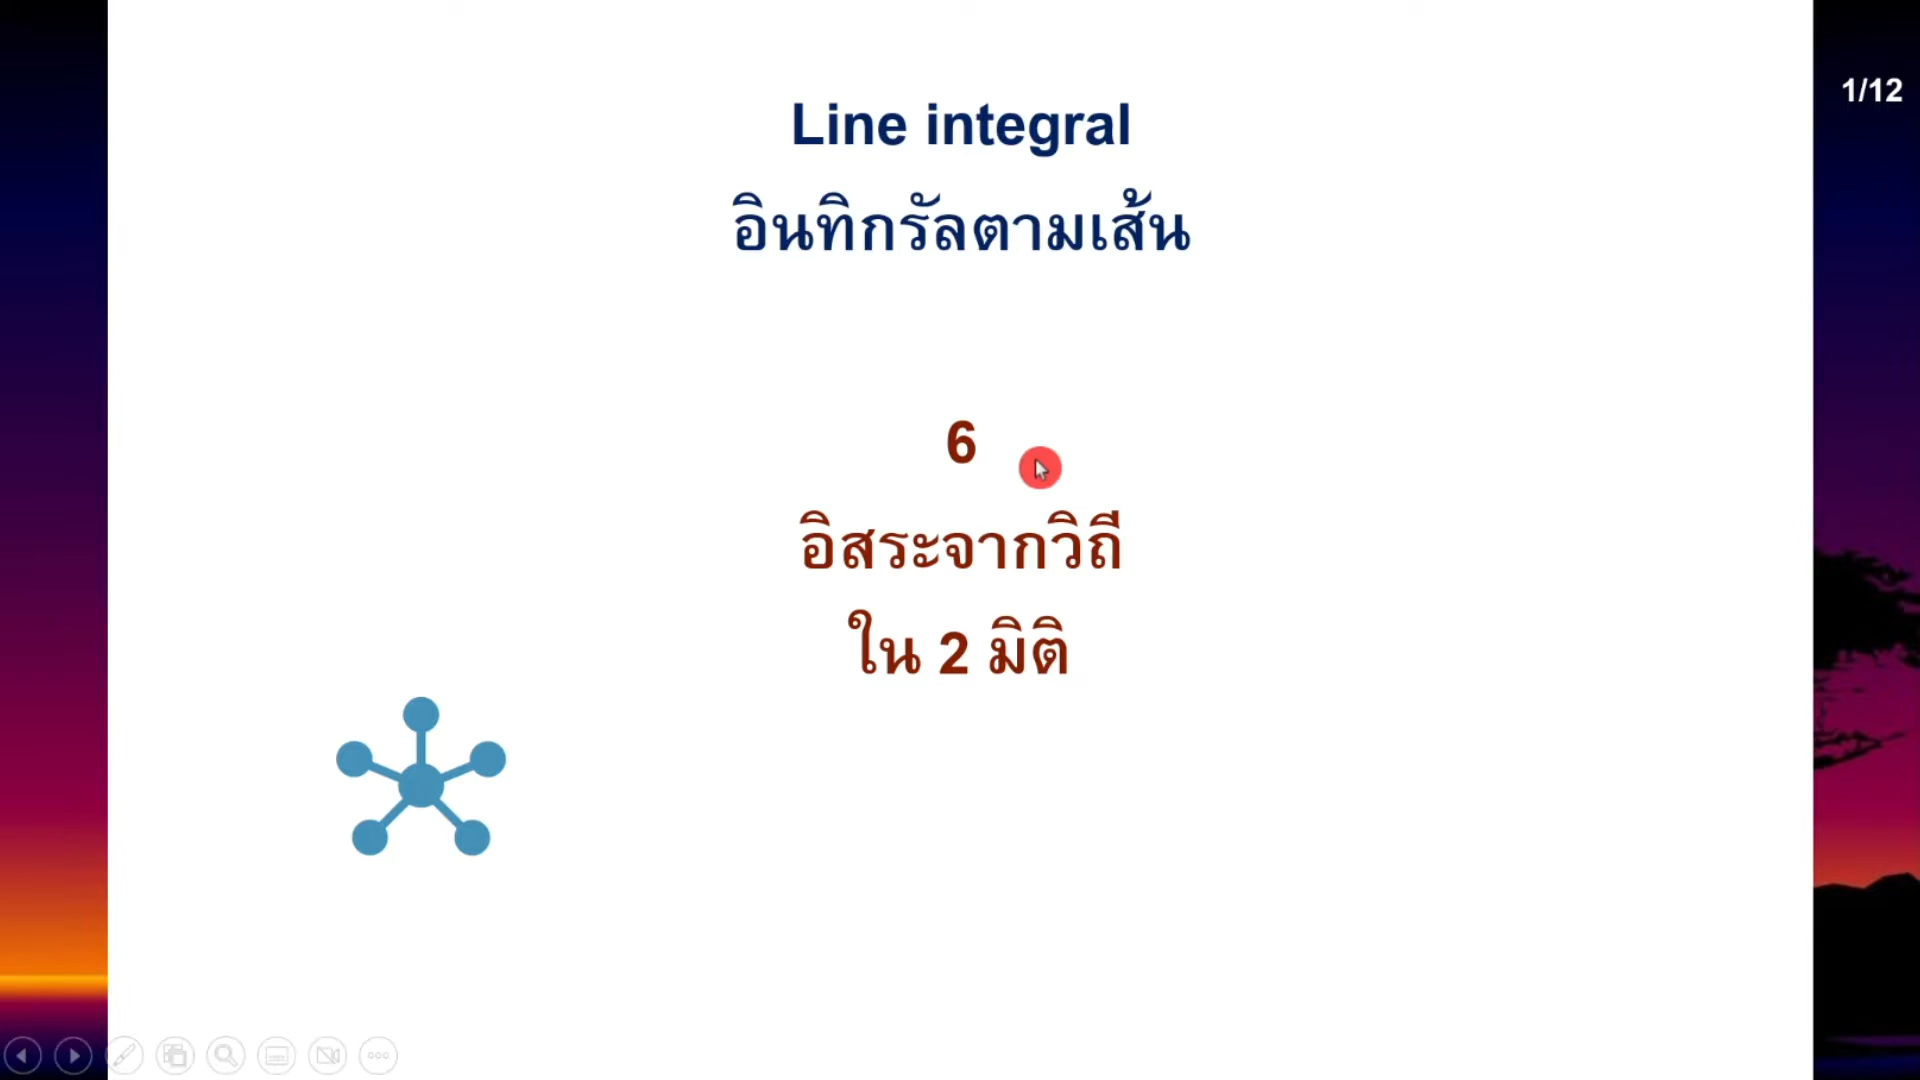 Line integral
อินทิกรัลตามเส้น
6
อิสระจากวิถี
ใน 2 มิติ
1/12